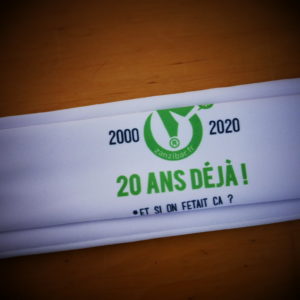 2000 2020
zanzibar.fr
®
20 ANS DÉJÀ !
*ET SI ON FETAIT CA ?